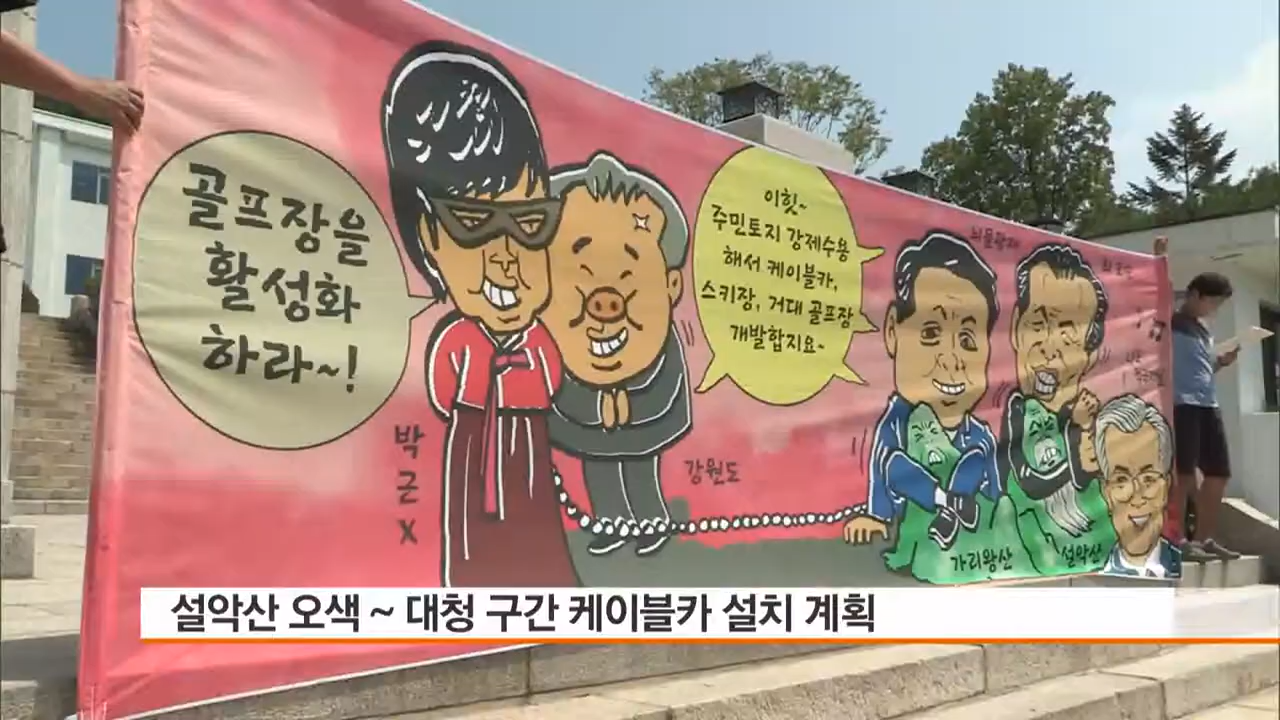 골프장을
활성화
하라~!
박
근
X
강원도
이힛~
주민토지 강제수용
해서 케이블카,
스키장, 거대 골프장
개발합지요~
가리왕산
설악산
설악산 오색 ~ 대청 구간 케이블카 설치 계획